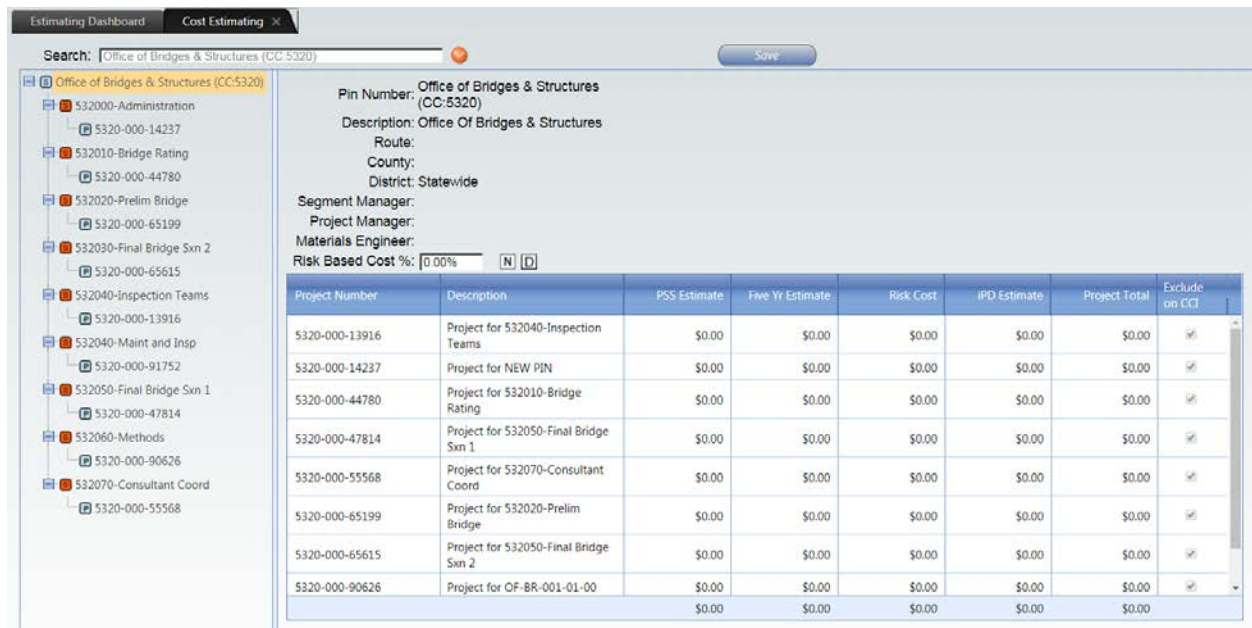 Estimating Dashboard
Cost Estimating ×
Search: Office of Bridges & Structures (CC:5320)
Save
Office of Bridges & Structures (CC:5320)
S 532000-Administration
P 5320-000-14237
S 532010-Bridge Rating
P 5320-000-44780
S 532020-Prelim Bridge
P 5320-000-65199
S 532030-Final Bridge Sxn 2
P 5320-000-65615
S 532040-Inspection Teams
P 5320-000-13916
S 532040-Maint and Insp
P 5320-000-91752
S 532050-Final Bridge Sxn 1
P 5320-000-47814
S 532060-Methods
P 5320-000-90626
S 532070-Consultant Coord
P 5320-000-55568
Pin Number: Office of Bridges & Structures
(CC:5320)
Description: Office Of Bridges & Structures
Route:
County:
District: Statewide
Segment Manager:
Project Manager:
Materials Engineer:
Risk Based Cost %: 0.00% N D
Project Number Description PSS Estimate Five Yr Estimate Risk Cost iPD Estimate Project Total Exclude
on CCI
5320-000-13916 Project for 532040-Inspection
Teams $0.00 $0.00 $0.00 $0.00 $0.00
5320-000-14237 Project for NEW PIN $0.00 $0.00 $0.00 $0.00 $0.00
5320-000-44780 Project for 532010-Bridge
Rating $0.00 $0.00 $0.00 $0.00 $0.00
5320-000-47814 Project for 532050-Final Bridge
Sxn 1 $0.00 $0.00 $0.00 $0.00 $0.00
5320-000-55568 Project for 532070-Consultant
Coord $0.00 $0.00 $0.00 $0.00 $0.00
5320-000-65199 Project for 532020-Prelim
Bridge $0.00 $0.00 $0.00 $0.00 $0.00
5320-000-65615 Project for 532050-Final Bridge
Sxn 2 $0.00 $0.00 $0.00 $0.00 $0.00
5320-000-90626 Project for OF-BR-001-01-00 $0.00 $0.00 $0.00 $0.00 $0.00
$0.00 $0.00 $0.00 $0.00 $0.00